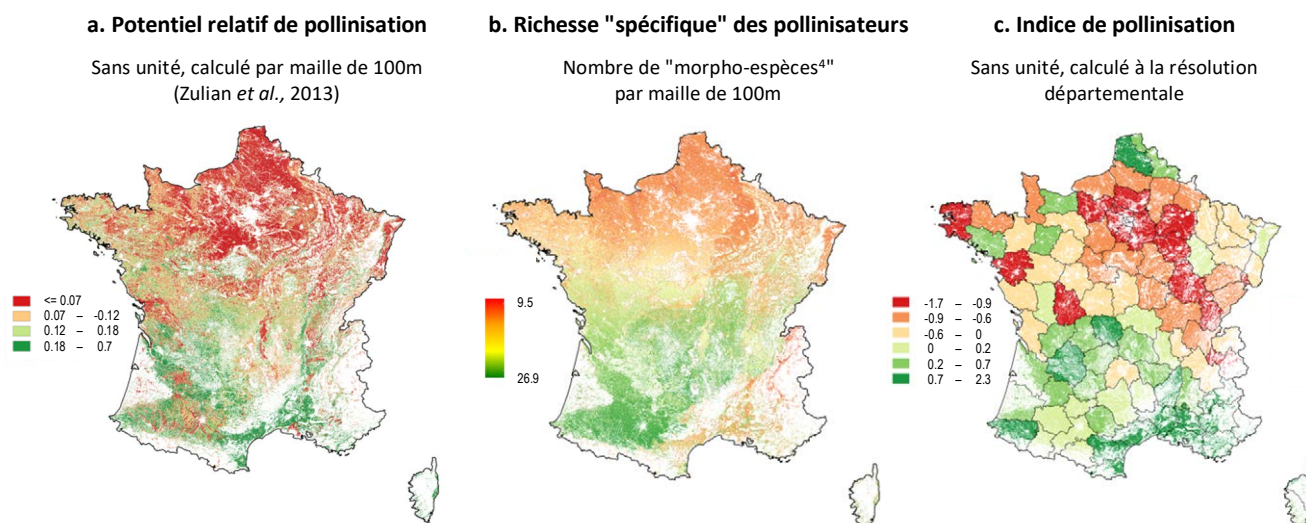 a. Potentiel relatif de pollinisation
Sans unité, calculé par maille de 100m
(Zulian et al., 2013)
<= 0.07
0.07 – -0.12
0.12 – 0.18
0.18 – 0.7
b. Richesse "spécifique" des pollinisateurs
Nombre de "morpho-espèces⁴"
par maille de 100m
9.5
26.9
c. Indice de pollinisation
Sans unité, calculé à la résolution
départementale
-1.7 – -0.9
-0.9 – -0.6
-0.6 – 0
0 – 0.2
0.2 – 0.7
0.7 – 2.3